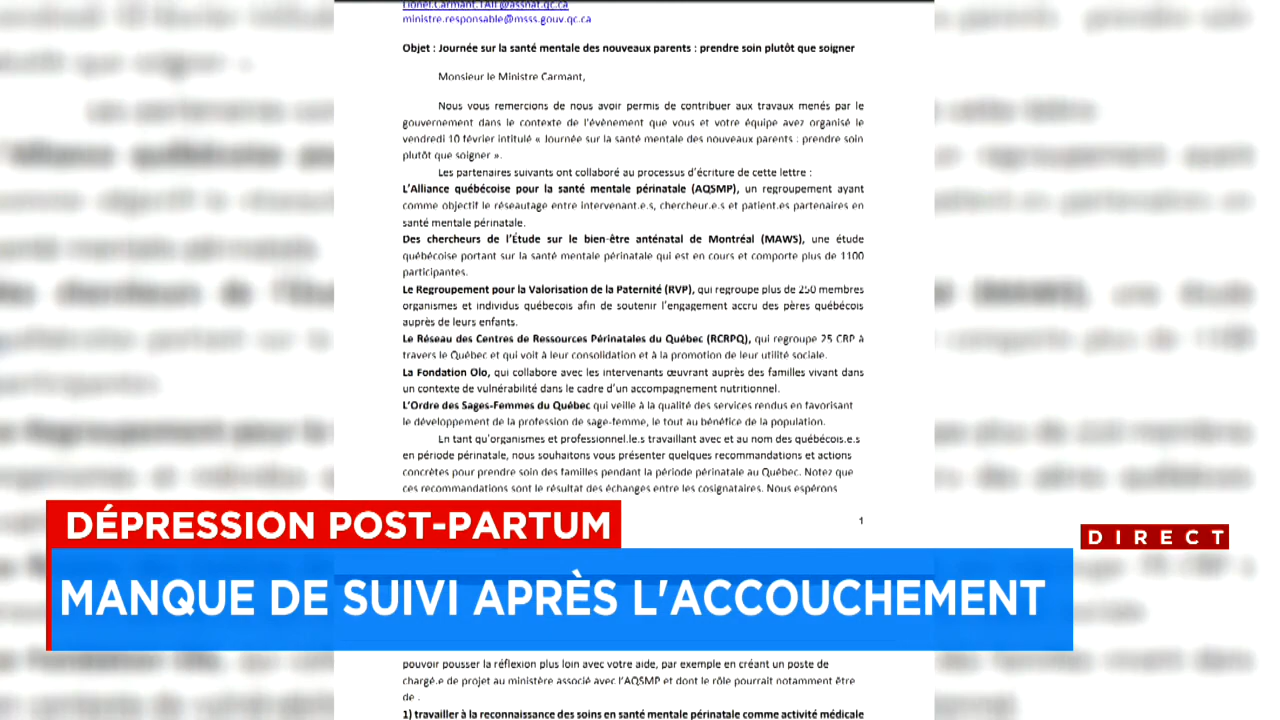 Lionel.Carmant.TAIL@assnat.qc.ca
ministre.responsable@msss.gouv.qc.ca
Objet : Journée sur la santé mentale des nouveaux parents : prendre soin plutôt que soigner
Monsieur le Ministre Carmant,
Nous vous remercions de nous avoir permis de contribuer aux travaux menés par le
gouvernement dans le contexte de l'évènement que vous et votre équipe avez organisé le
vendredi 10 février intitulé « Journée sur la santé mentale des nouveaux parents : prendre soin
plutôt que soigner ».
Les partenaires suivants ont collaboré au processus d'écriture de cette lettre :
L'Alliance québécoise pour la santé mentale périnatale (AQSMP), un regroupement ayant
comme objectif le réseautage entre intervenant.e.s, chercheur.e.s et patient.es partenaires en
santé mentale périnatale.
Des chercheurs de l'Étude sur le bien-être anténatal de Montréal (MAWS), une étude
québécoise portant sur la santé mentale périnatale qui est en cours et comporte plus de 1100
participantes.
Le Regroupement pour la Valorisation de la Paternité (RVP), qui regroupe plus de 250 membres
organismes et individus québecois afin de soutenir l'engagement accru des pères québécois
auprès de leurs enfants.
Le Réseau des Centres de Ressources Périnatales du Québec (RCRPQ), qui regroupe 25 CRP à
travers le Québec et qui voit à leur consolidation et à la promotion de leur utilité sociale.
La Fondation Olo, qui collabore avec les intervenants œuvrant auprès des familles vivant dans
un contexte de vulnérabilité dans le cadre d'un accompagnement nutritionnel.
L'Ordre des Sages-Femmes du Québec qui veille à la qualité des services rendus en favorisant
le développement de la profession de sage-femme, le tout au bénéfice de la population.
En tant qu'organismes et professionnel.le.s travaillant avec et au nom des québécois.e.s
en période périnatale, nous souhaitons vous présenter quelques recommandations et actions
concrètes pour prendre soin des familles pendant la période périnatale au Québec. Notez que
ces recommandations sont le résultat des échanges entre les cosignataires. Nous espérons
1
DÉPRESSION POST-PARTUM
DIRECT
MANQUE DE SUIVI APRÈS L'ACCOUCHEMENT
pouvoir pousser la réflexion plus loin avec votre aide, par exemple en créant un poste de
chargé.e de projet au ministère associé avec l'AQSMP et dont le rôle pourrait notamment être
de :
1) travailler à la reconnaissance des soins en santé mentale périnatale comme activité médicale